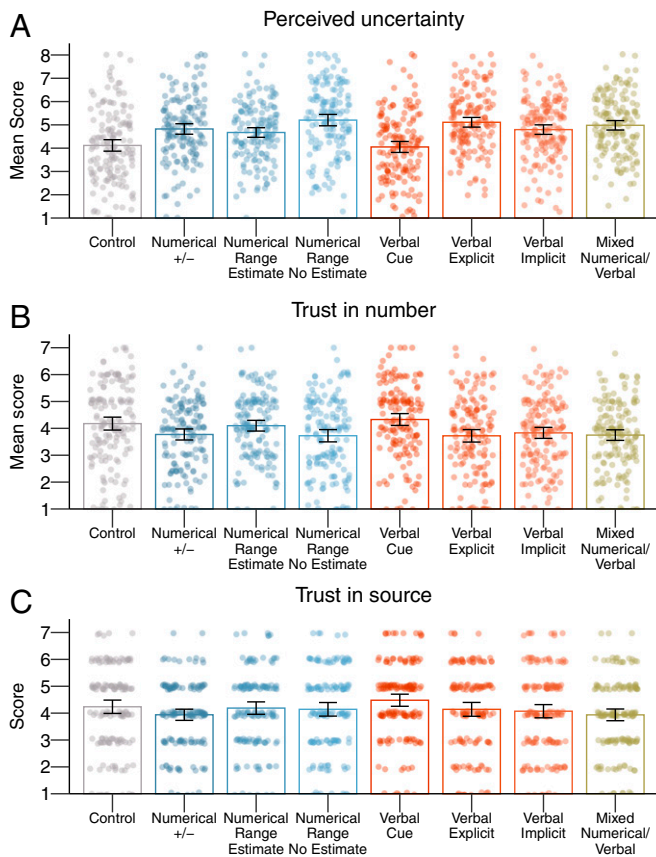 A
Perceived uncertainty
Mean Score
8
7
6
5
4
3
2
1
Control
Numerical
+/−
Numerical
Range
Estimate
Numerical
Range
No Estimate
Verbal
Cue
Verbal
Explicit
Verbal
Implicit
Mixed
Numerical/
Verbal
B
Trust in number
Mean score
7
6
5
4
3
2
1
Control
Numerical
+/−
Numerical
Range
Estimate
Numerical
Range
No Estimate
Verbal
Cue
Verbal
Explicit
Verbal
Implicit
Mixed
Numerical/
Verbal
C
Trust in source
Score
7
6
5
4
3
2
1
Control
Numerical
+/−
Numerical
Range
Estimate
Numerical
Range
No Estimate
Verbal
Cue
Verbal
Explicit
Verbal
Implicit
Mixed
Numerical/
Verbal